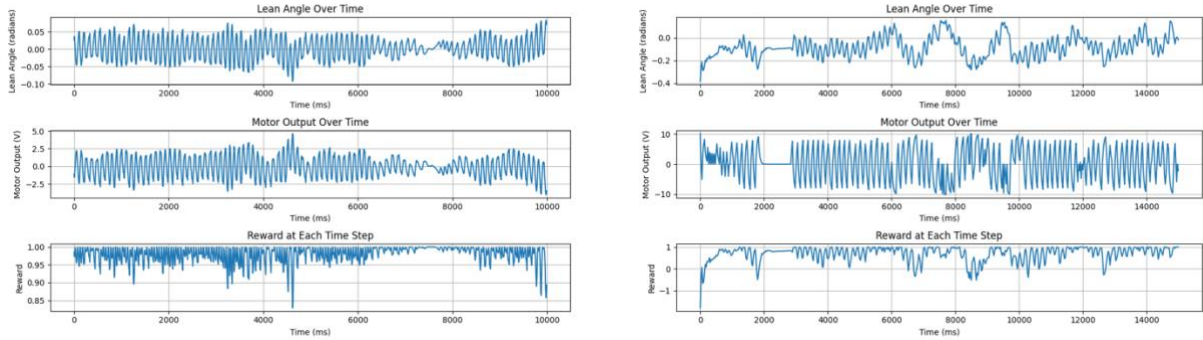 Lean Angle Over Time
Lean Angle (radians)
0.05
0.00
−0.05
−0.10
0 2000 4000 6000 8000 10000
Time (ms)
Motor Output Over Time
Motor Output (V)
5.0
2.5
0.0
−2.5
0 2000 4000 6000 8000 10000
Time (ms)
Reward at Each Time Step
Reward
1.00
0.95
0.90
0.85
0 2000 4000 6000 8000 10000
Time (ms)
Lean Angle Over Time
Lean Angle (radians)
0.0
−0.2
−0.4
0 2000 4000 6000 8000 10000 12000 14000
Time (ms)
Motor Output Over Time
Motor Output (V)
10
0
−10
0 2000 4000 6000 8000 10000 12000 14000
Time (ms)
Reward at Each Time Step
Reward
1
0
−1
0 2000 4000 6000 8000 10000 12000 14000
Time (ms)